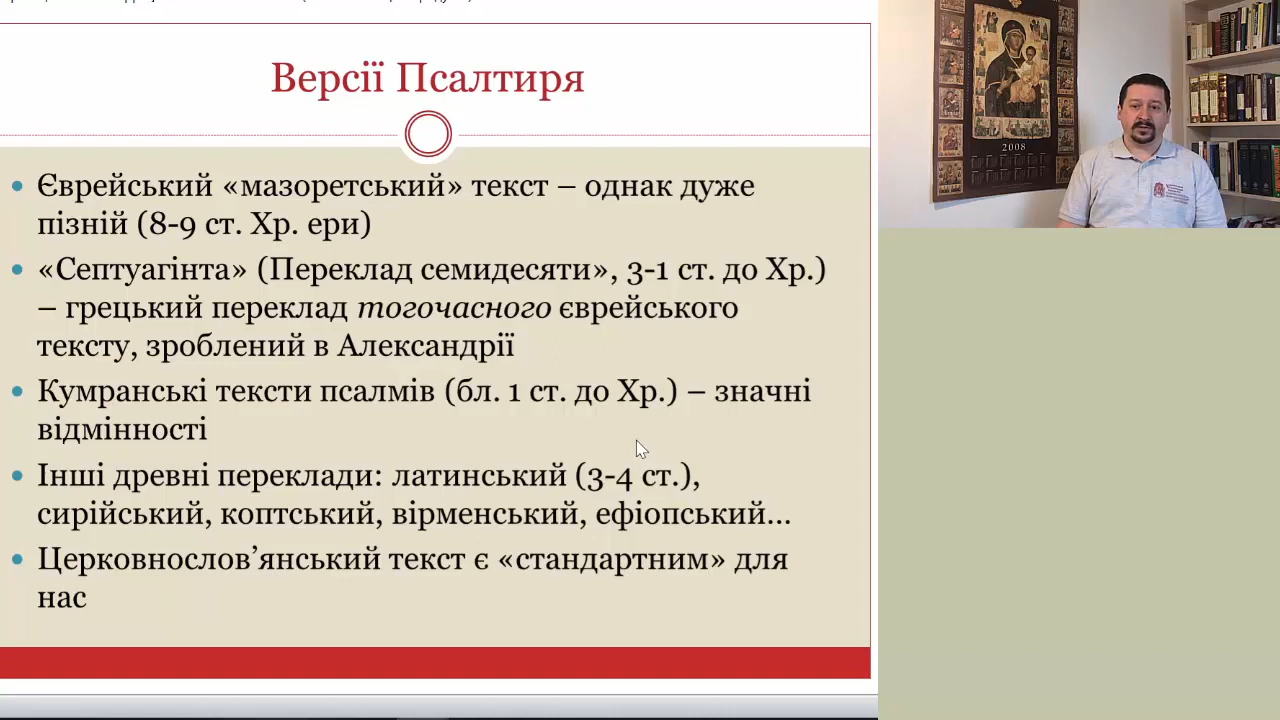 Версії Псалтиря
• Єврейський «мазоретський» текст – однак дуже
пізній (8-9 ст. Хр. ери)
• «Септуагінта» (Переклад семидесяти», 3-1 ст. до Хр.)
– грецький переклад тогочасного єврейського
тексту, зроблений в Александрії
• Кумранські тексти псалмів (бл. 1 ст. до Хр.) – значні
відмінності
• Інші древні переклади: латинський (3-4 ст.),
сирійський, коптський, вірменський, ефіопський...
• Церковнослов’янський текст є «стандартним» для
нас
2008